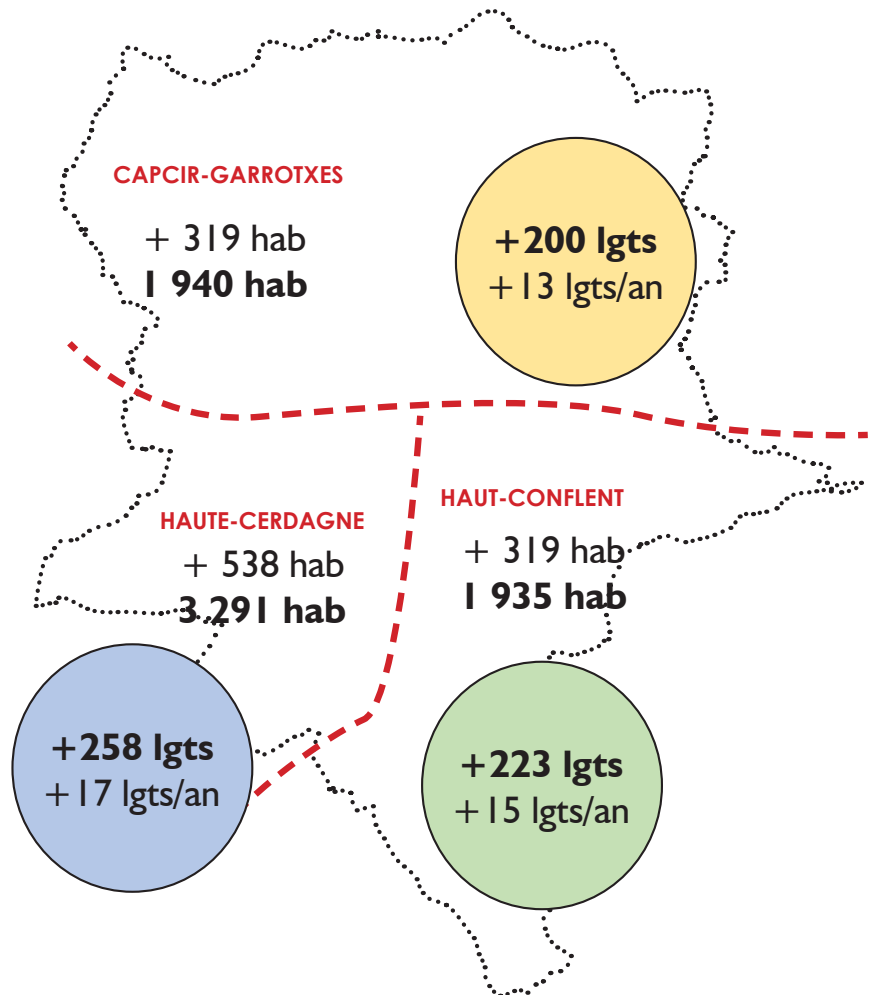 CAPCIR-GARROTXES
+ 319 hab
1 940 hab
+200 lgts
+13 lgts/an
HAUTE-CERDAGNE
+ 538 hab
3 291 hab
HAUT-CONFLENT
+ 319 hab
1 935 hab
+258 lgts
+17 lgts/an
+223 lgts
+15 lgts/an